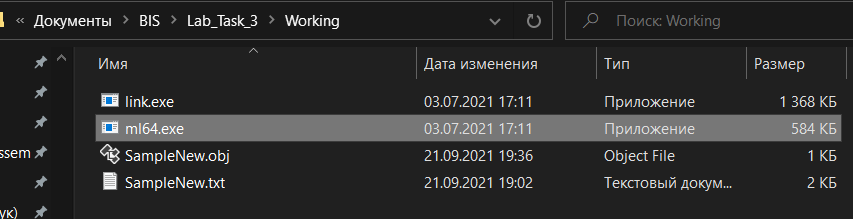 « Документы › BIS › Lab_Task_3 › Working
Поиск: Working
Имя Дата изменения Тип Размер
link.exe 03.07.2021 17:11 Приложение 1 368 КБ
ml64.exe 03.07.2021 17:11 Приложение 584 КБ
ssem SampleNew.obj 21.09.2021 19:36 Object File 1 КБ
SampleNew.txt 21.09.2021 19:02 Текстовый докум... 2 КБ
ук)